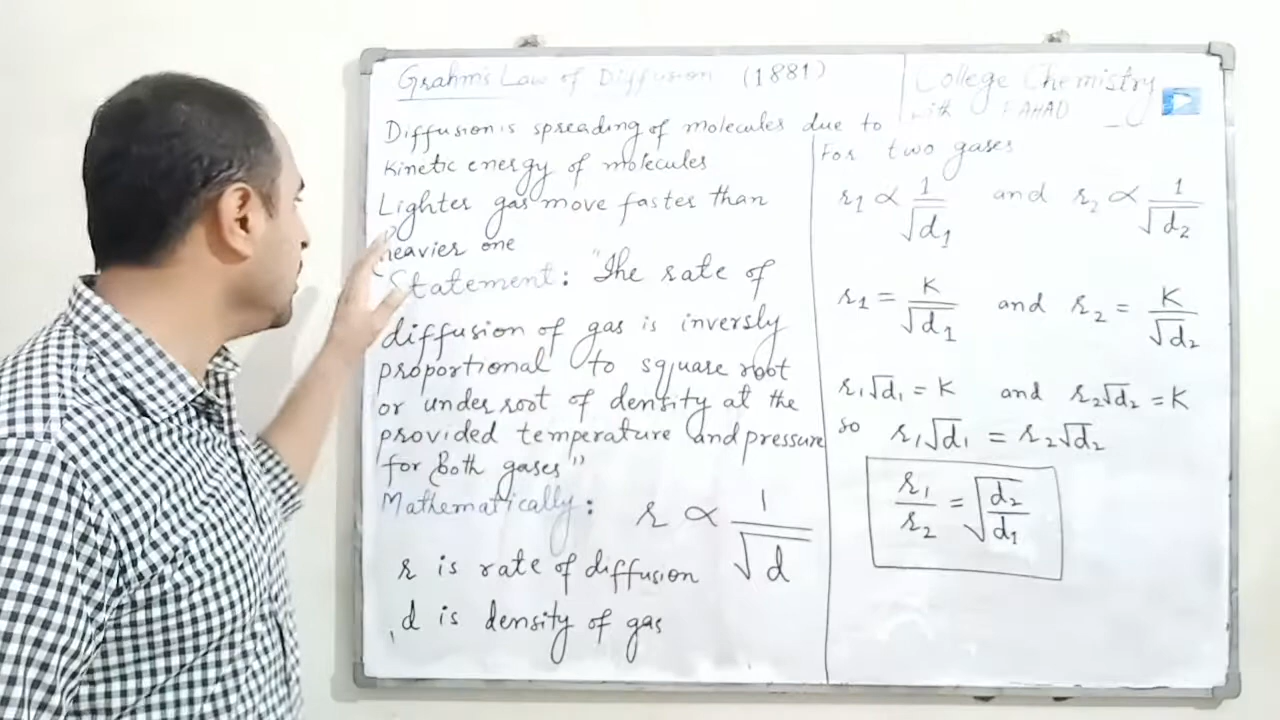 Grahm's Law of Diffusion (1881)
College Chemistry
with FAHAD
Diffusion is spreading of molecules due to
Kinetic energy of molecules
Lighter gas move faster than
heavier one
Statement: "The rate of
diffusion of gas is inversly
proportional to square root
or under root of density at the
provided temperature and pressure
for both gases"
Mathematically: r ∝ 1/√d
r is rate of diffusion
d is density of gas
For two gases
r1 ∝ 1/√d1 and r2 ∝ 1/√d2
r1 = K/√d1 and r2 = K/√d2
r1√d1 = K and r2√d2 = K
so r1√d1 = r2√d2
r1/r2 = √d2/d1